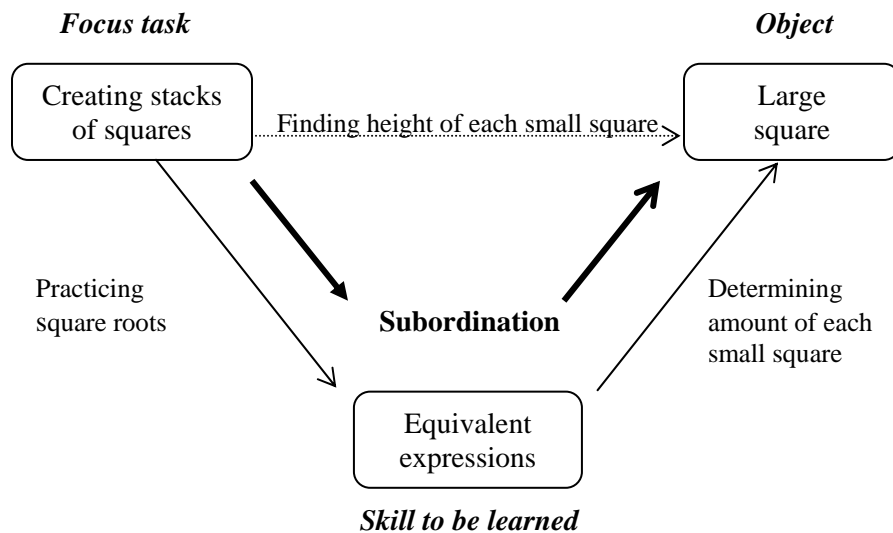 Focus task
Object
Creating stacks
of squares
Finding height of each small square
Large
square
Practicing
square roots
Subordination
Determining
amount of each
small square
Equivalent
expressions
Skill to be learned